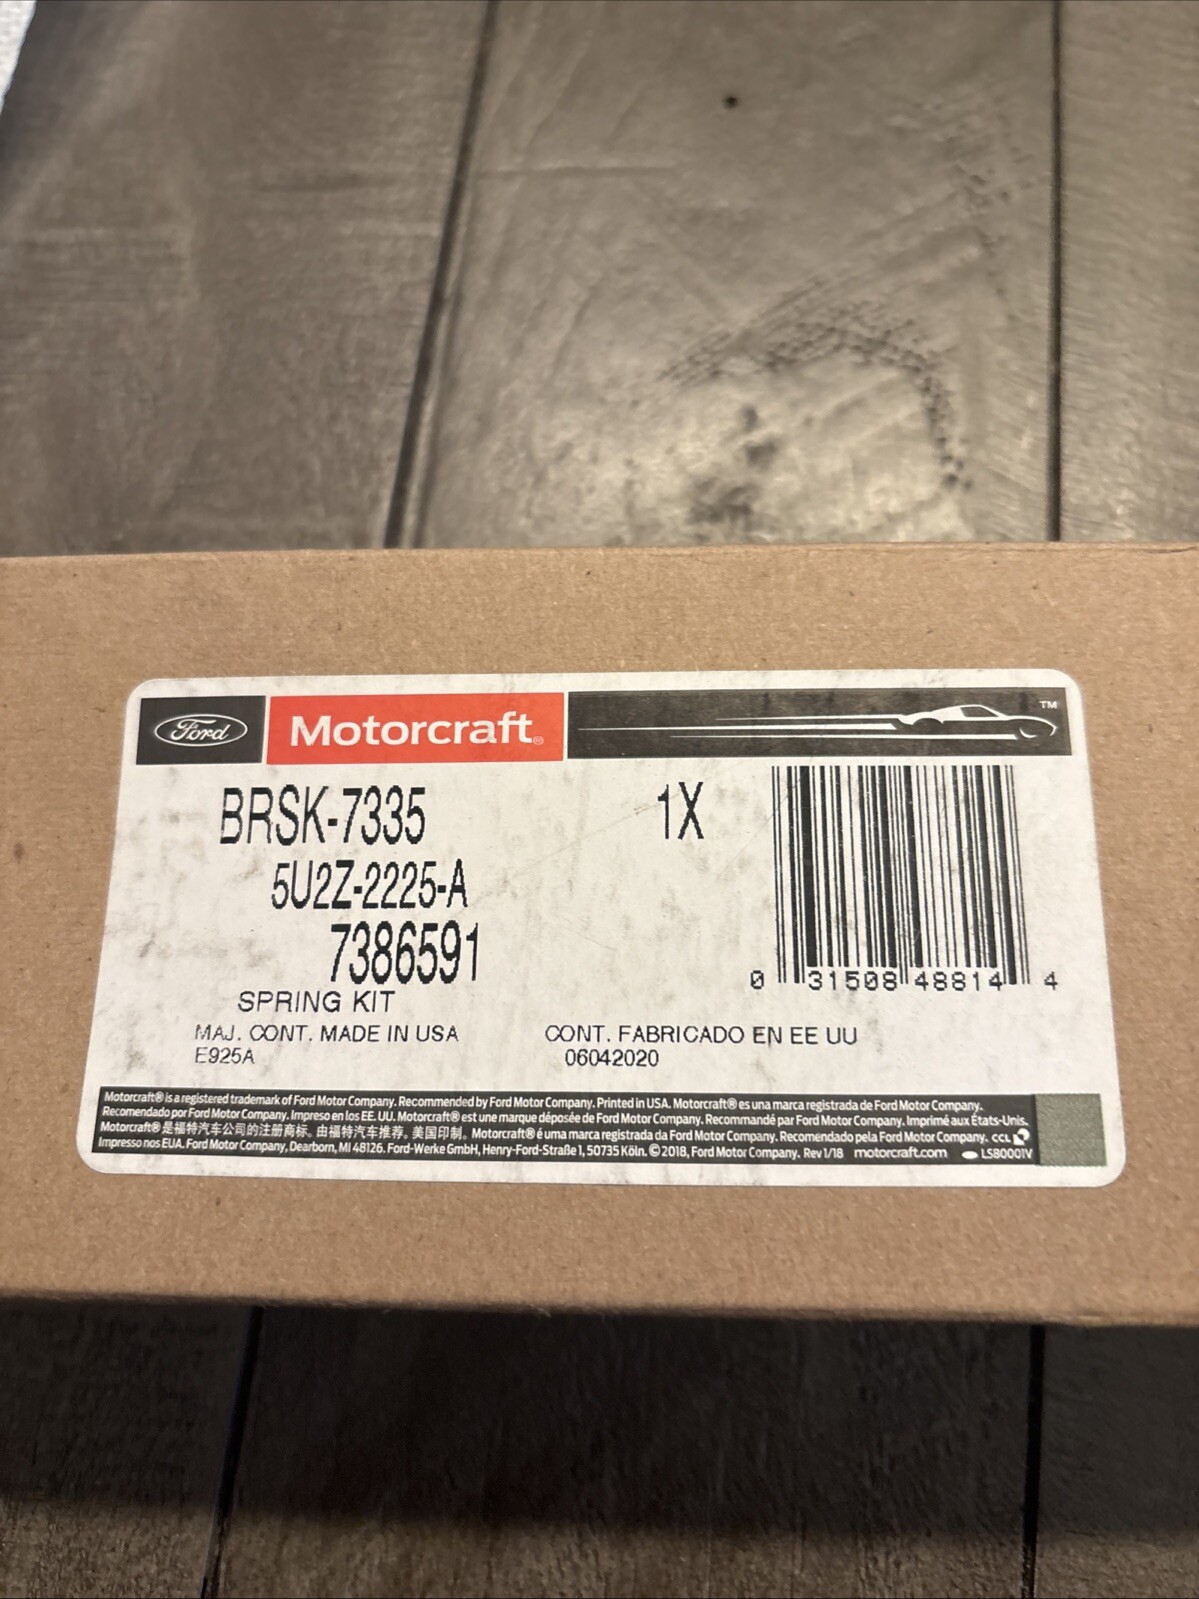 Ford Motorcraft® ™
BRSK-7335 1X
5U2Z-2225-A
7386591
0 31508 48814 4
SPRING KIT
MAJ. CONT. MADE IN USA CONT. FABRICADO EN EE UU
E925A 06042020
Motorcraft® is a registered trademark of Ford Motor Company. Recommended by Ford Motor Company. Printed in USA. Motorcraft® es una marca registrada de Ford Motor Company.
Recomendado por Ford Motor Company. Impreso en los EE. UU. Motorcraft® est une marque déposée de Ford Motor Company. Recommandé par Ford Motor Company. Imprimé aux États-Unis.
Motorcraft® 是福特汽车公司的注册商标。由福特汽车推荐。美国印制。Motorcraft® é uma marca registrada da Ford Motor Company. Recomendado pela Ford Motor Company. CCL
Impresso nos EUA. Ford Motor Company, Dearborn, MI 48126. Ford-Werke GmbH, Henry-Ford-Straße 1, 50735 Köln. © 2018, Ford Motor Company. Rev 1/18 motorcraft.com LS80001V